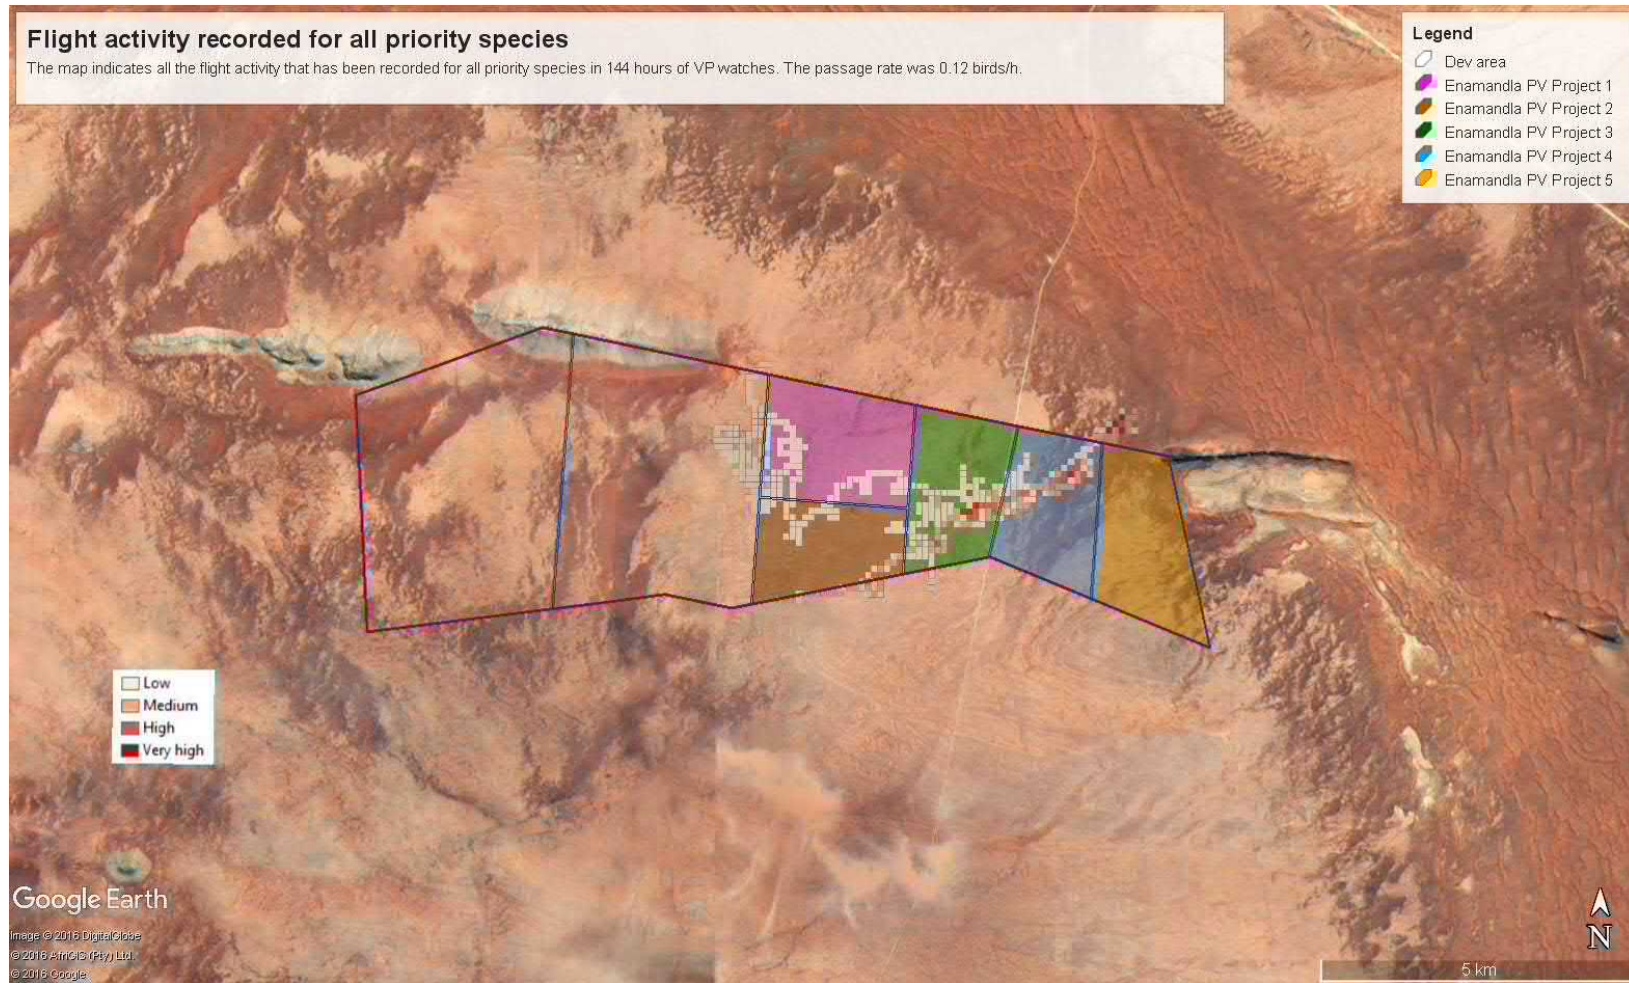 Flight activity recorded for all priority species
The map indicates all the flight activity that has been recorded for all priority species in 144 hours of VP watches. The passage rate was 0.12 birds/h.
Legend
Dev area
Enamandla PV Project 1
Enamandla PV Project 2
Enamandla PV Project 3
Enamandla PV Project 4
Enamandla PV Project 5
Low
Medium
High
Very high
Google Earth
Image © 2016 DigitalGlobe
© 2016 AfriGIS (Pty) Ltd.
© 2016 Google
N
5 km